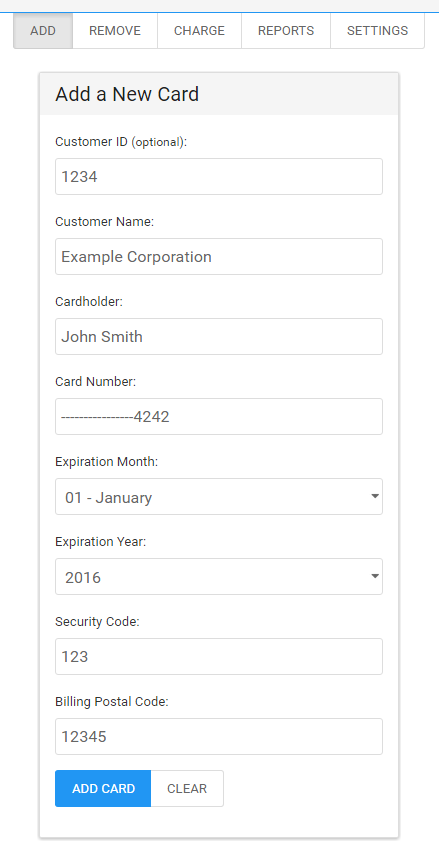 ADD REMOVE CHARGE REPORTS SETTINGS
Add a New Card
Customer ID (optional):
1234
Customer Name:
Example Corporation
Cardholder:
John Smith
Card Number:
----------------4242
Expiration Month:
01 - January
Expiration Year:
2016
Security Code:
123
Billing Postal Code:
12345
ADD CARD CLEAR